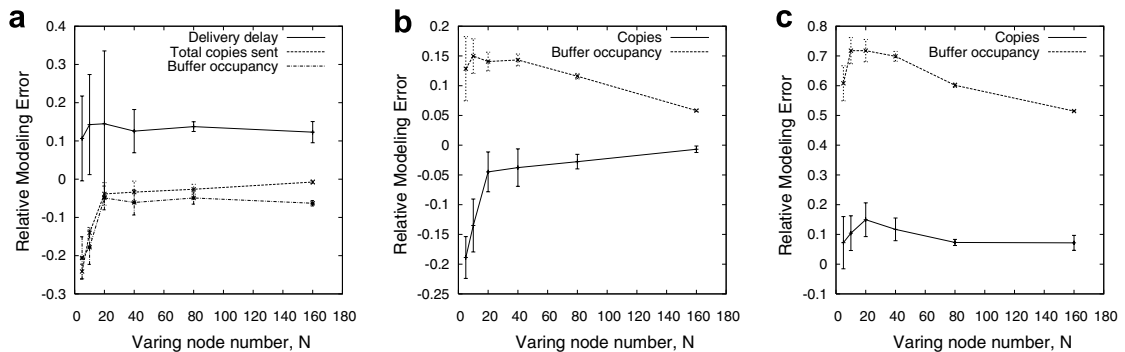 a
Relative Modeling Error
0.4
0.3
0.2
0.1
0
-0.1
-0.2
-0.3
Delivery delay
Total copies sent
Buffer occupancy
0 20 40 60 80 100 120 140 160 180
Varing node number, N
b
Relative Modeling Error
0.2
0.15
0.1
0.05
0
-0.05
-0.1
-0.15
-0.2
-0.25
Copies
Buffer occupancy
0 20 40 60 80 100 120 140 160 180
Varing node number, N
c
Relative Modeling Error
0.8
0.7
0.6
0.5
0.4
0.3
0.2
0.1
0
-0.1
Copies
Buffer occupancy
0 20 40 60 80 100 120 140 160 180
Varing node number, N